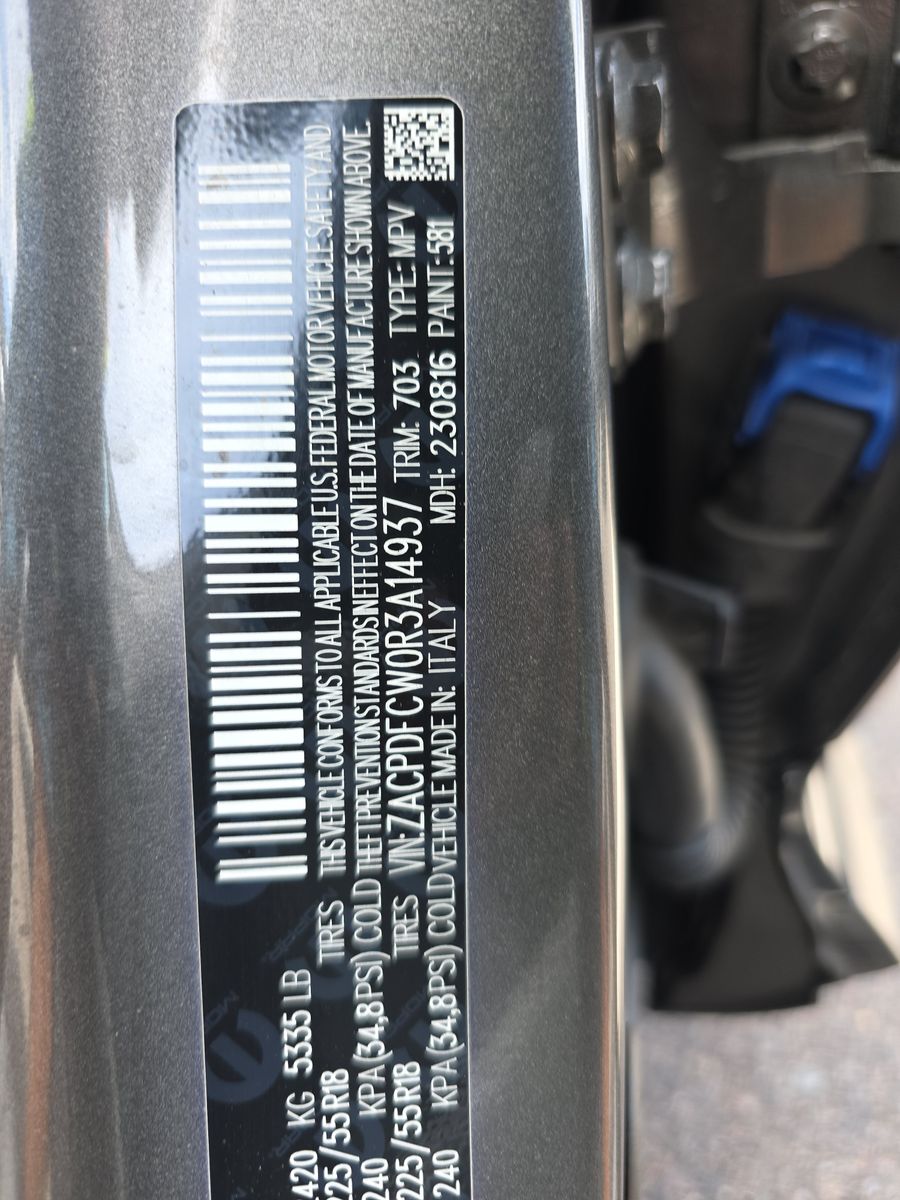 420 KG 5335 LB
225/55R18 TIRES THIS VEHICLE CONFORMS TO ALL APPLICABLE U.S. FEDERAL MOTOR VEHICLE SAFETY AND
240 KPA (34,8PSI) COLD THEFT PREVENTION STANDARDS IN EFFECT ON THE DATE OF MANUFACTURE SHOWN ABOVE.
225/55R18 TIRES VIN:ZACPDFCW0R3A14937 TRIM: 703 TYPE:MPV
240 KPA (34,8PSI) COLD VEHICLE MADE IN: ITALY MDH: 230816 PAINT:581